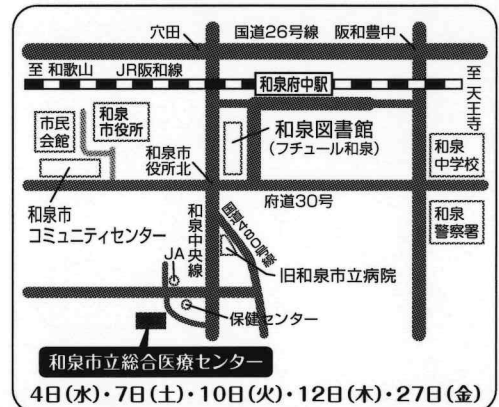 穴田
国道26号線
阪和豊中
至 和歌山
JR阪和線
和泉府中駅
至 天王寺
市民
会館
和泉
市役所
和泉図書館
(フチュール和泉)
和泉
中学校
和泉市
役所北
府道30号
和泉市
コミュニティセンター
和泉中央線
国道480号線
和泉
警察署
JA
旧和泉市立病院
保健センター
和泉市立総合医療センター
4日(水)・7日(土)・10日(火)・12日(木)・27日(金)